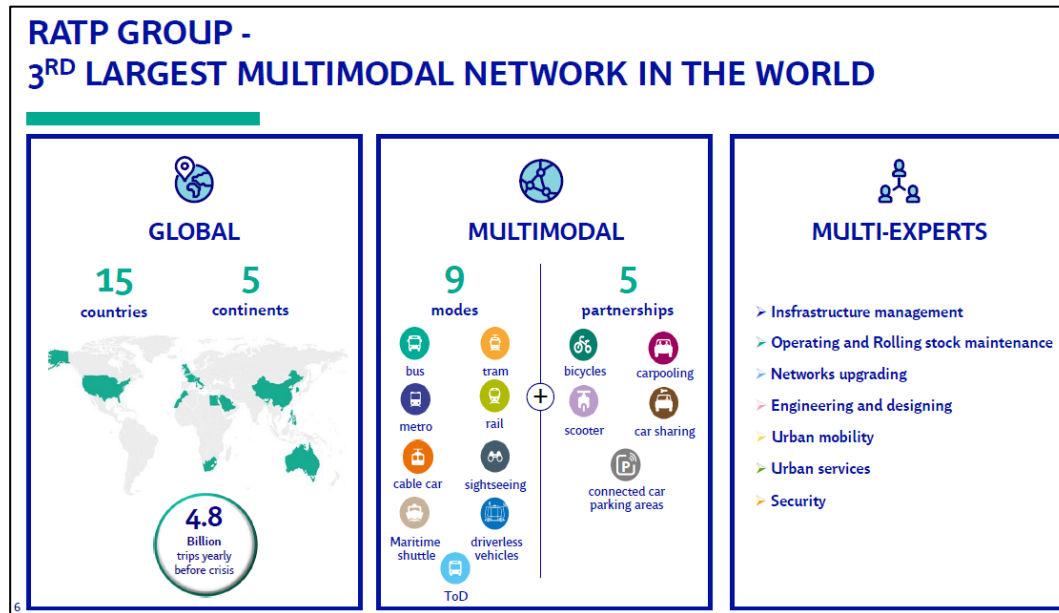 RATP GROUP -
3RD LARGEST MULTIMODAL NETWORK IN THE WORLD
GLOBAL
15
countries
5
continents
4.8
Billion
trips yearly
before crisis
MULTIMODAL
9
modes
bus
tram
metro
rail
cable car
sightseeing
Maritime
shuttle
driverless
vehicles
ToD
+
5
partnerships
bicycles
carpooling
scooter
car sharing
P
connected car
parking areas
MULTI-EXPERTS
➢ Insfrastructure management
➢ Operating and Rolling stock maintenance
➢ Networks upgrading
➢ Engineering and designing
➢ Urban mobility
➢ Urban services
➢ Security
6